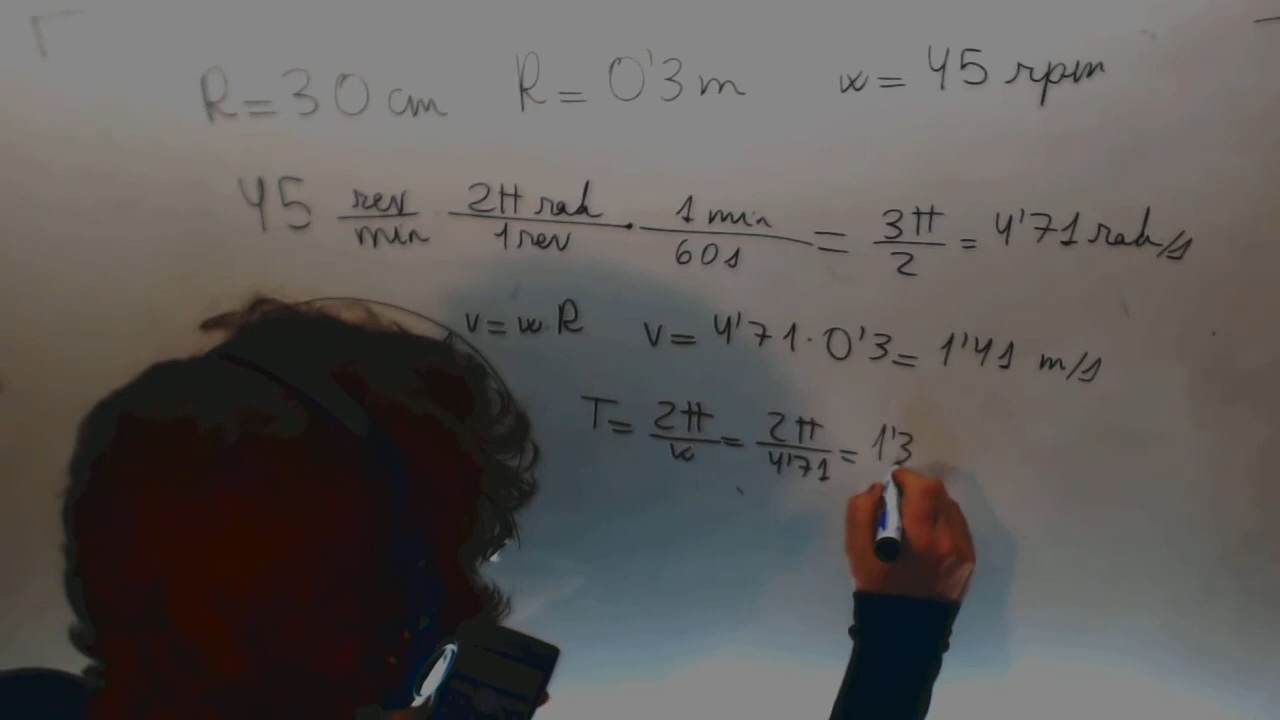 R = 30 cm R = 0'3 m w = 45 rpm
45 rev/min · 2π rad/1 rev · 1 min/60 s = 3π/2 = 4'71 rad/s
v = w R v = 4'71 · 0'3 = 1'41 m/s
T = 2π/w = 2π/4'71 = 1'3